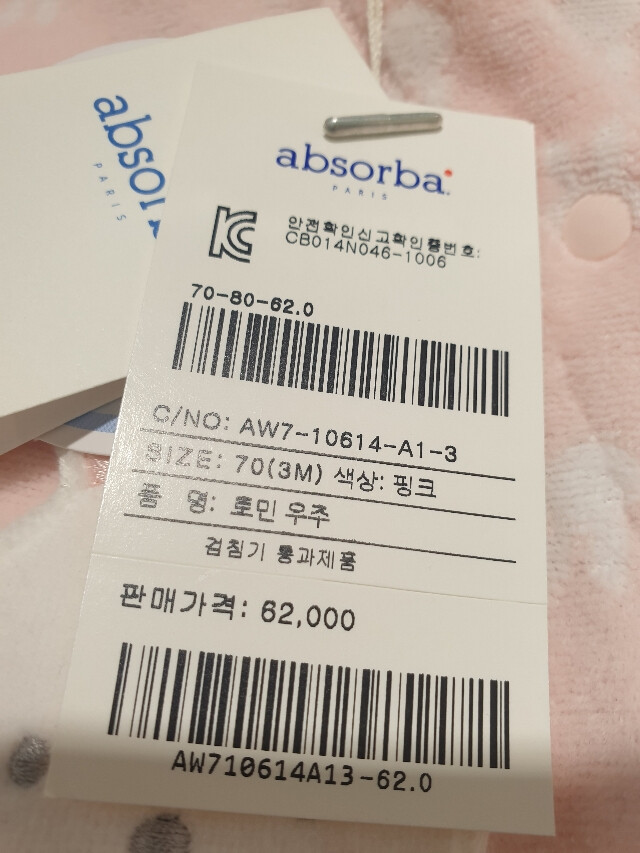 absor
PARIS
absorba
PARIS
안전확인신고확인증번호:
CB014N046-1006
70-80-62.0
C/NO: AW7-10614-A1-3
SIZE: 70(3M) 색상: 핑크
품 명: 호민 우주
검침기 통과제품
판매가격: 62,000
AW710614A13-62.0